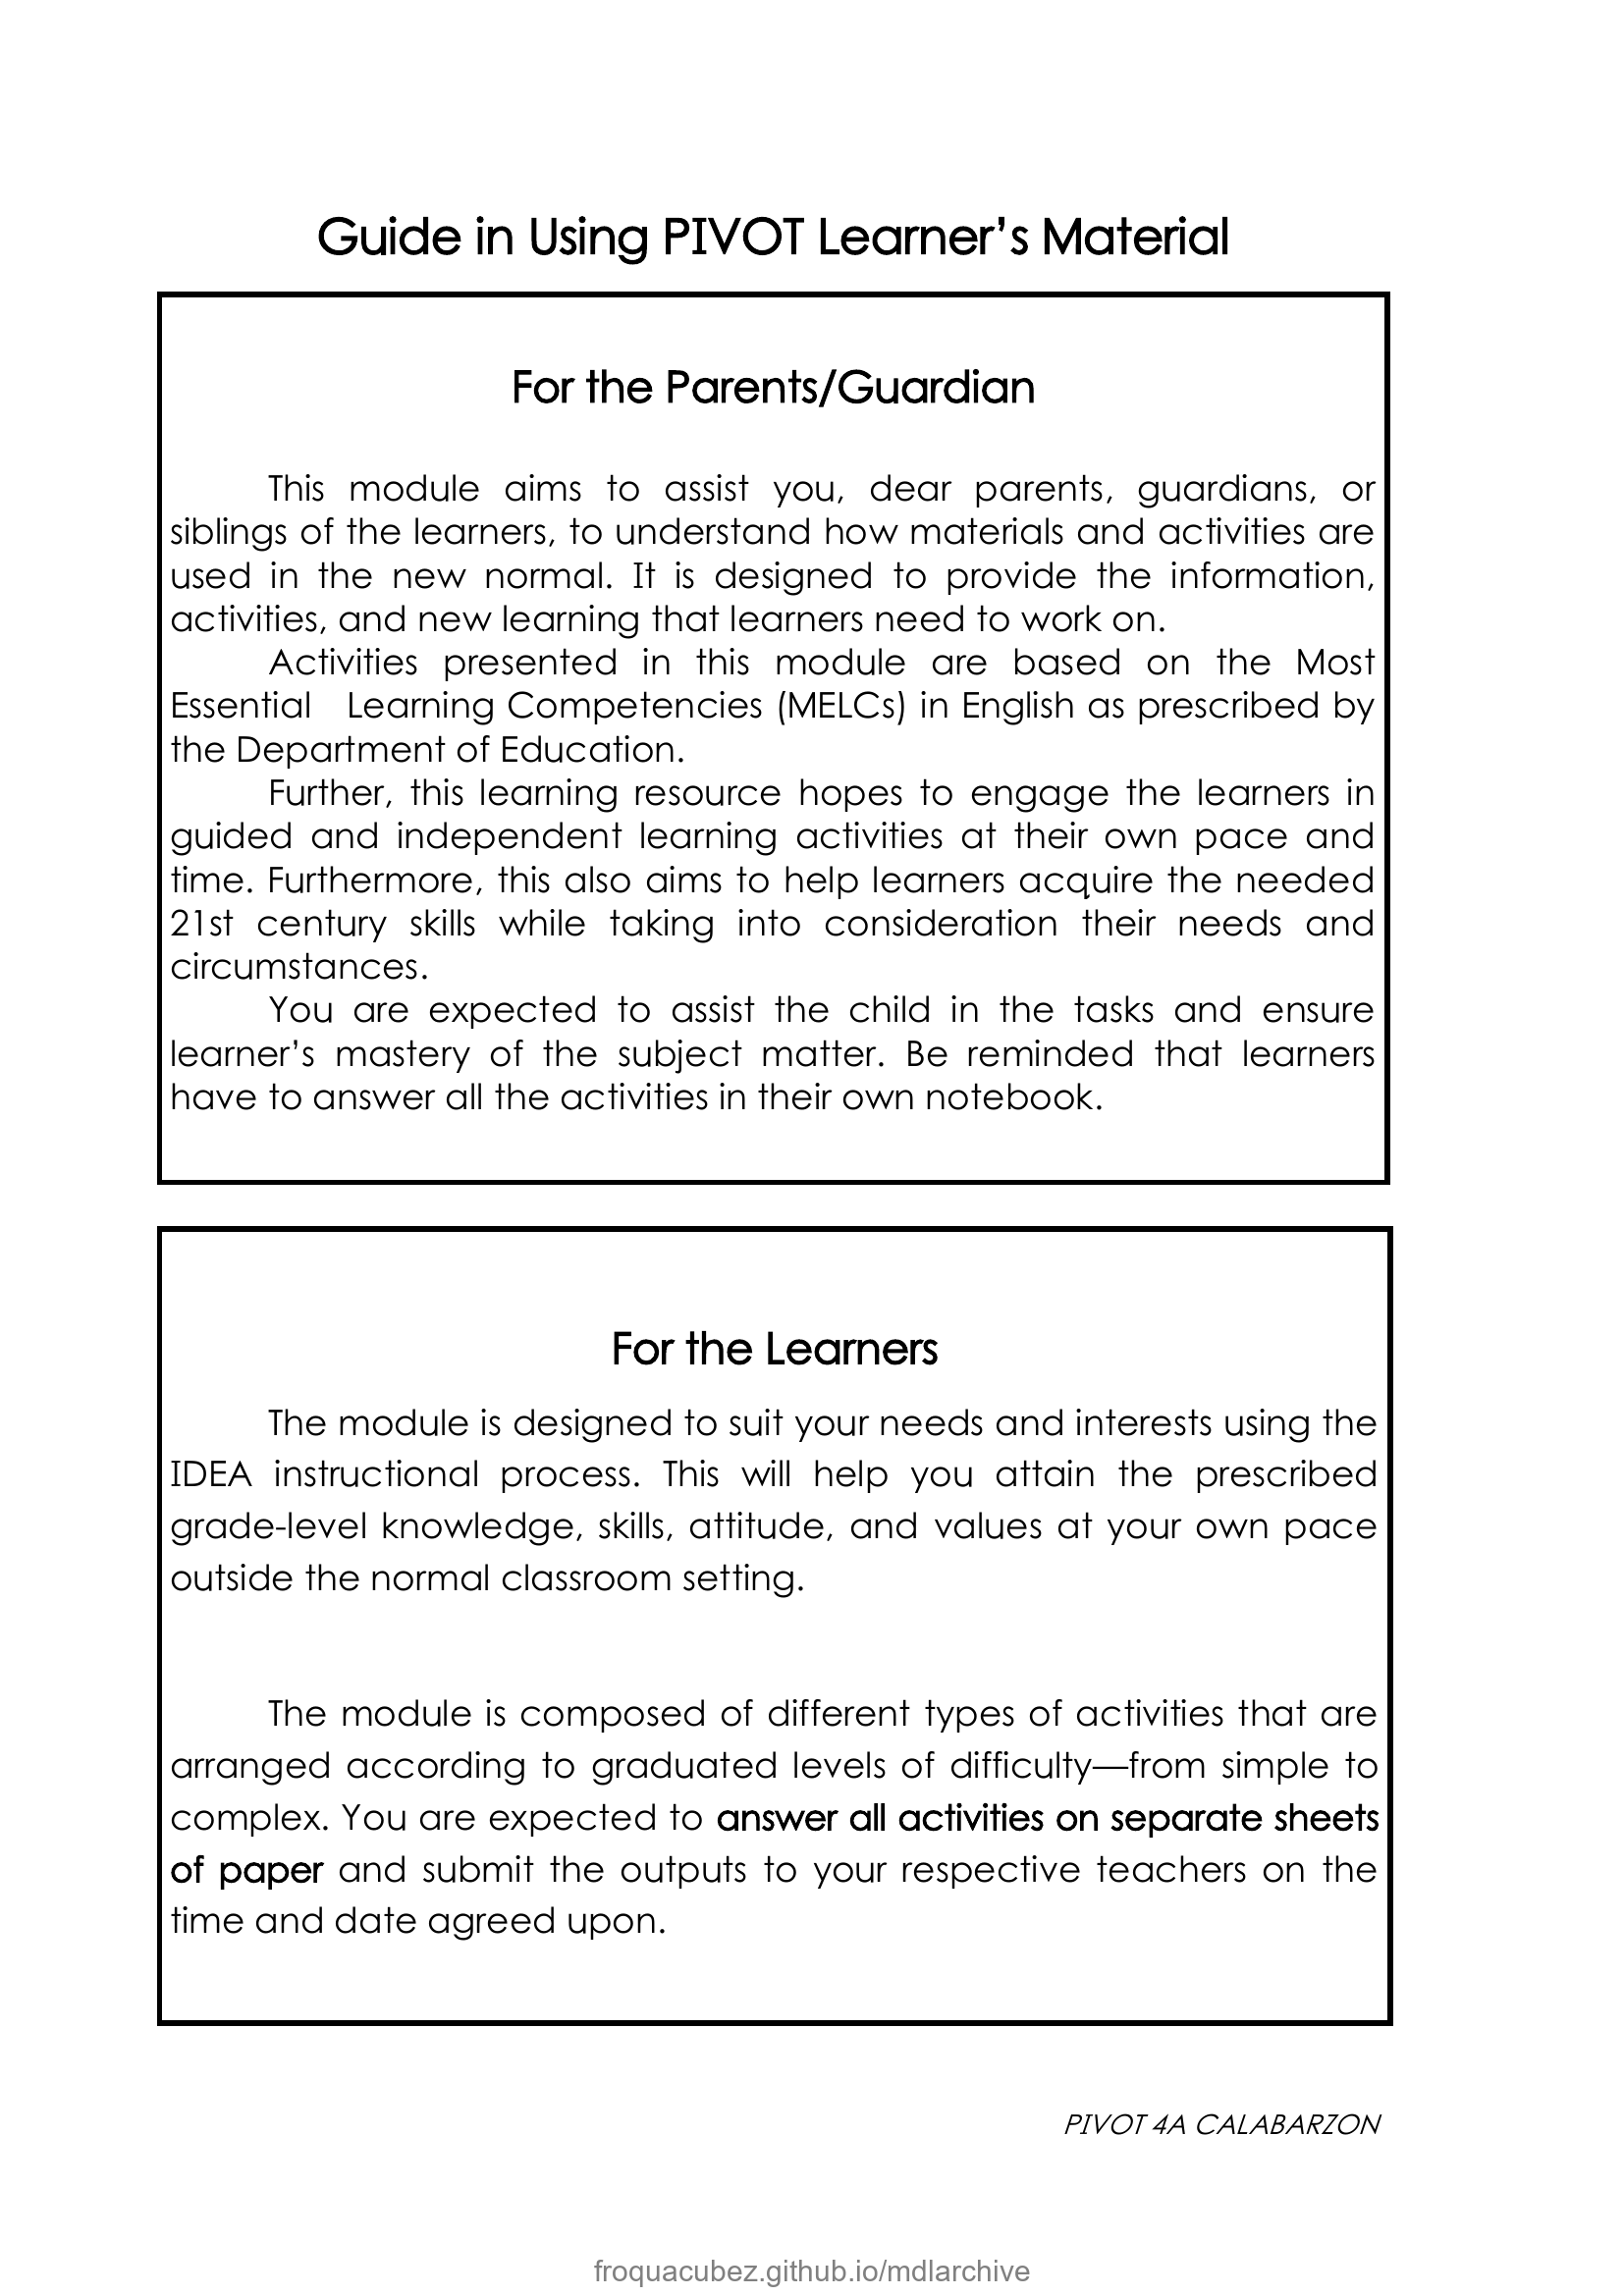 Guide in Using PIVOT Learner’s Material
For the Parents/Guardian
This module aims to assist you, dear parents, guardians, or
siblings of the learners, to understand how materials and activities are
used in the new normal. It is designed to provide the information,
activities, and new learning that learners need to work on.
Activities presented in this module are based on the Most
Essential Learning Competencies (MELCs) in English as prescribed by
the Department of Education.
Further, this learning resource hopes to engage the learners in
guided and independent learning activities at their own pace and
time. Furthermore, this also aims to help learners acquire the needed
21st century skills while taking into consideration their needs and
circumstances.
You are expected to assist the child in the tasks and ensure
learner’s mastery of the subject matter. Be reminded that learners
have to answer all the activities in their own notebook.
For the Learners
The module is designed to suit your needs and interests using the
IDEA instructional process. This will help you attain the prescribed
grade-level knowledge, skills, attitude, and values at your own pace
outside the normal classroom setting.
The module is composed of different types of activities that are
arranged according to graduated levels of difficulty—from simple to
complex. You are expected to answer all activities on separate sheets
of paper and submit the outputs to your respective teachers on the
time and date agreed upon.
PIVOT 4A CALABARZON
froquacubez.github.io/mdlarchive